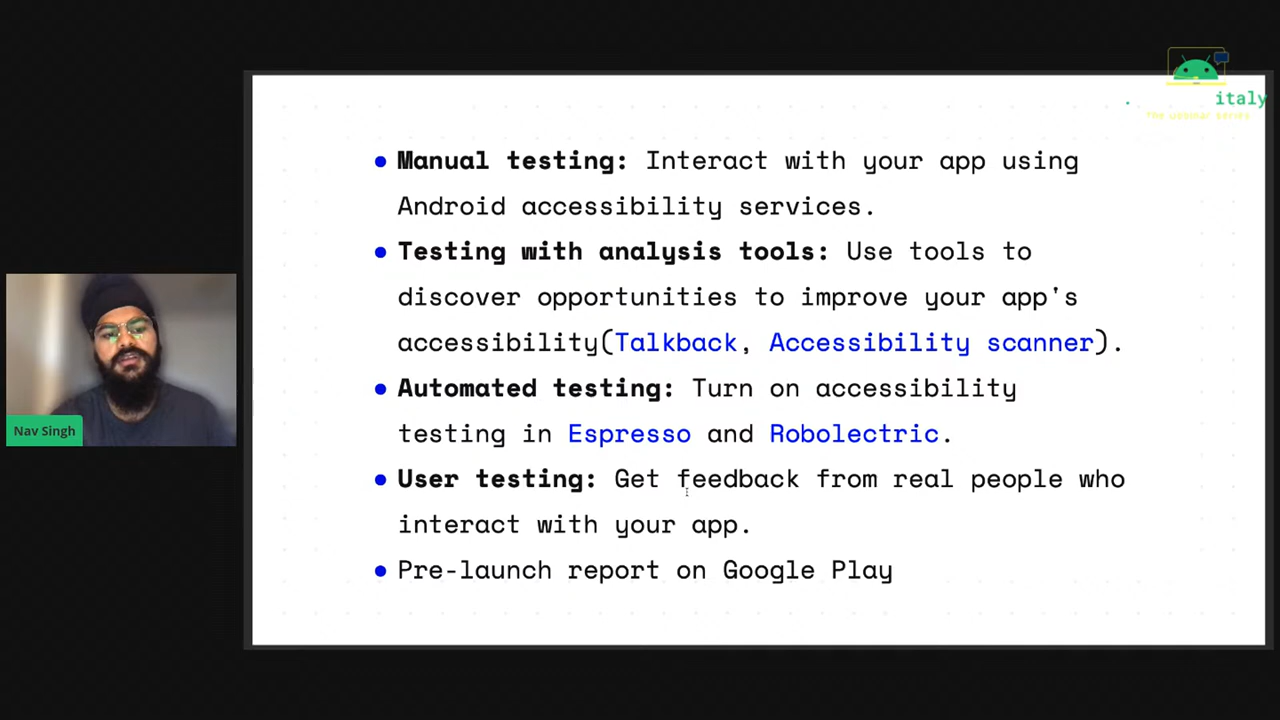 italy
The webinar series
● Manual testing: Interact with your app using
Android accessibility services.
● Testing with analysis tools: Use tools to
discover opportunities to improve your app's
accessibility(Talkback, Accessibility scanner).
● Automated testing: Turn on accessibility
testing in Espresso and Robolectric.
● User testing: Get feedback from real people who
interact with your app.
● Pre-launch report on Google Play
Nav Singh